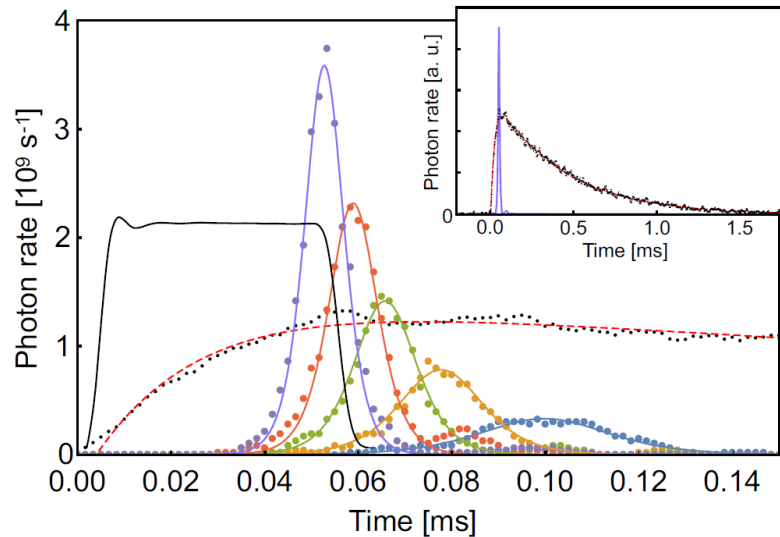 4
3
2
1
0
Photon rate [10⁹ s⁻¹]
0.00 0.02 0.04 0.06 0.08 0.10 0.12 0.14
Time [ms]
Photon rate [a. u.]
0.0 0.5 1.0 1.5
Time [ms]